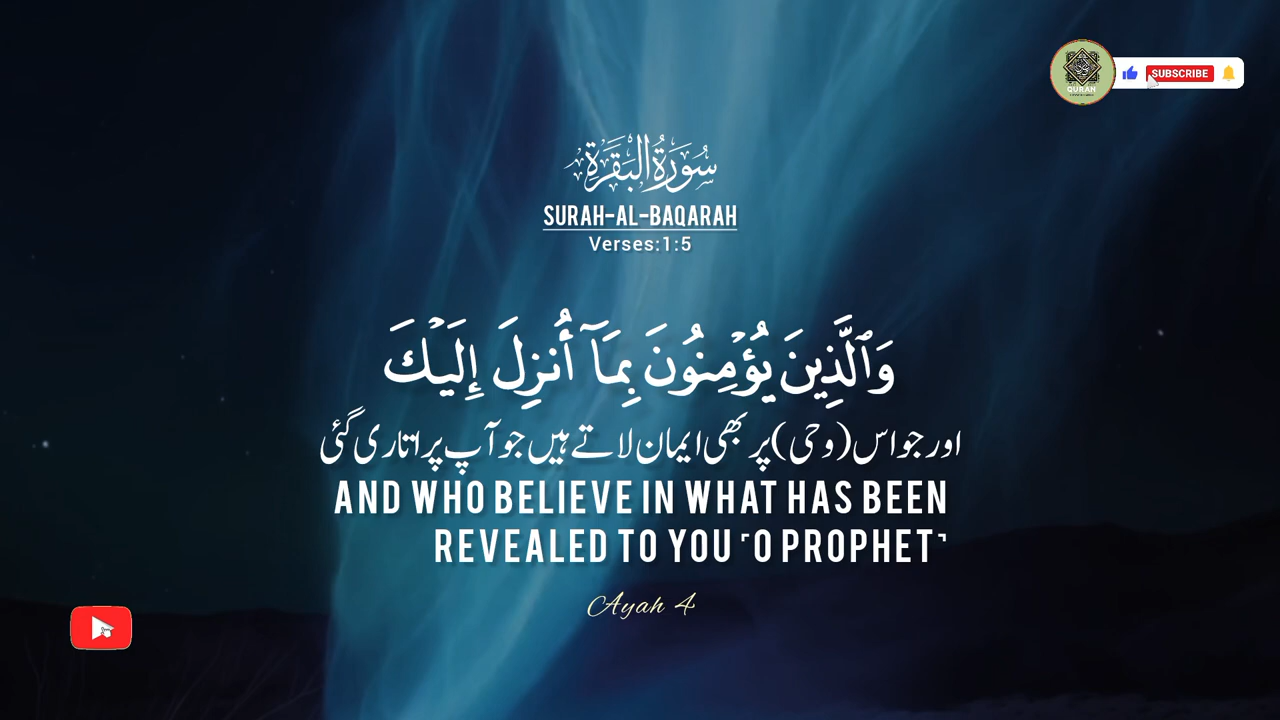 QURAN
SUBSCRIBE
سُورَةُ الْبَقَرَةِ
SURAH-AL-BAQARAH
Verses:1:5
وَٱلَّذِينَ يُؤۡمِنُونَ بِمَآ أُنزِلَ إِلَيۡكَ
اور جو اس (وحی) پر بھی ایمان لاتے ہیں جو آپ پر اتاری گئی
AND WHO BELIEVE IN WHAT HAS BEEN
REVEALED TO YOU ˹O PROPHET˺
Ayah 4